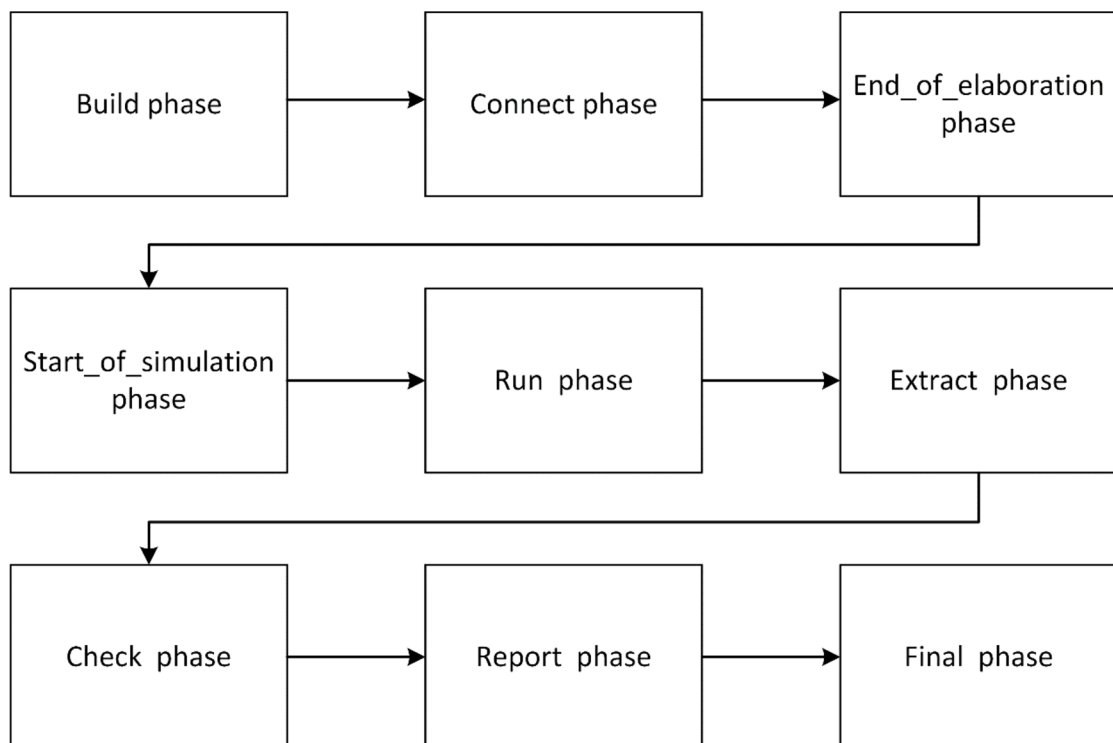 Build phase
Connect phase
End_of_elaboration
phase
Start_of_simulation
phase
Run  phase
Extract  phase
Check  phase
Report  phase
Final  phase